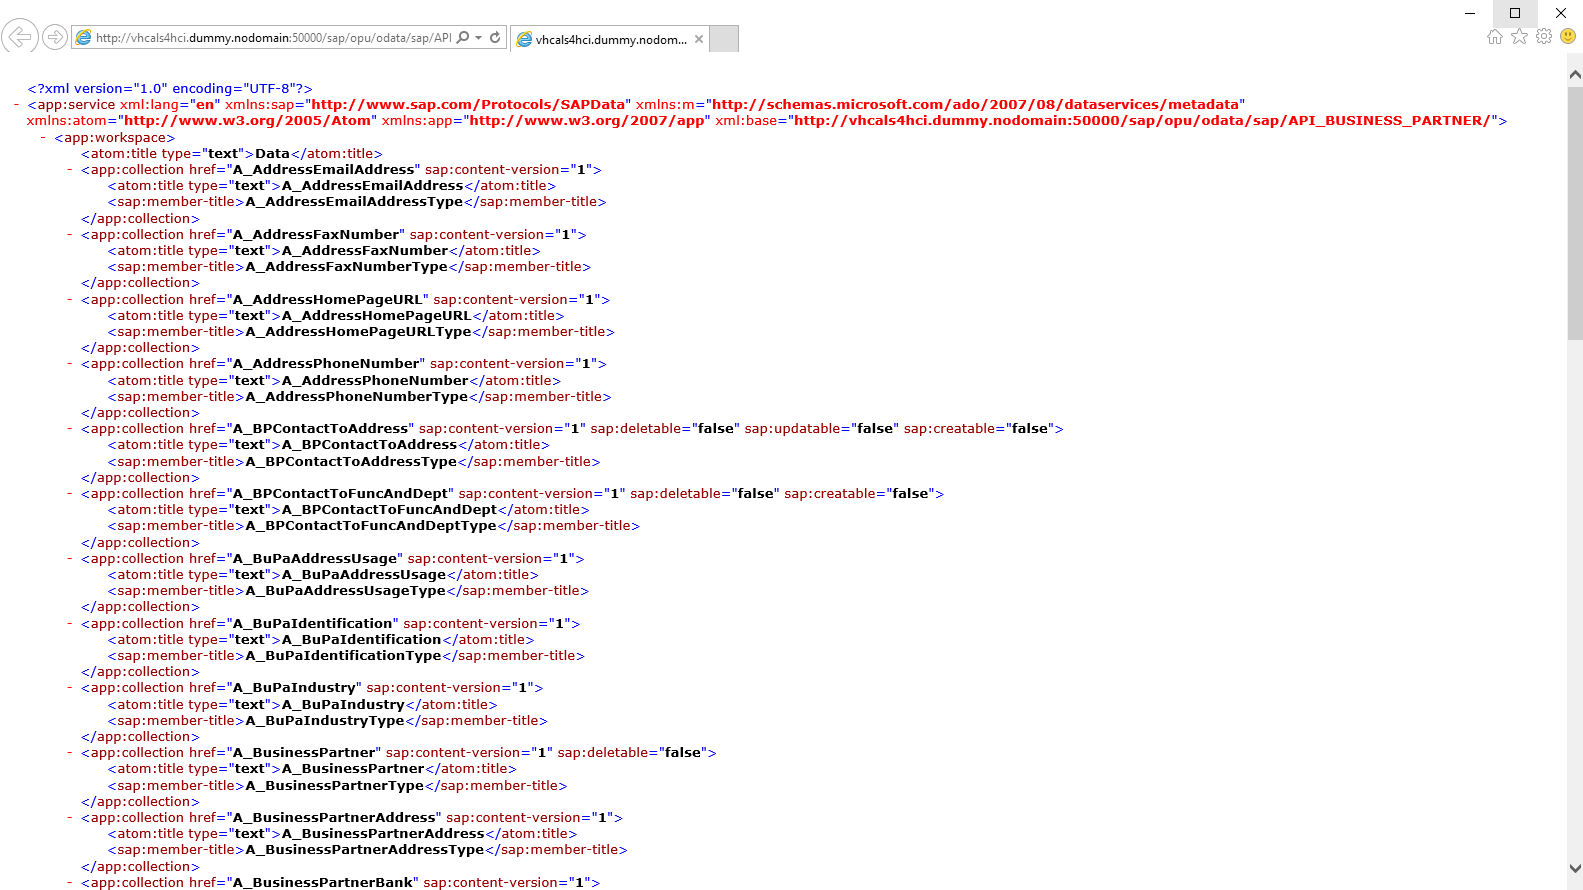 http://vhcals4hci.dummy.nodomain:50000/sap/opu/odata/sap/API
vhcals4hci.dummy.nodom...
<?xml version="1.0" encoding="UTF-8"?>
- <app:service xml:lang="en" xmlns:sap="http://www.sap.com/Protocols/SAPData" xmlns:m="http://schemas.microsoft.com/ado/2007/08/dataservices/metadata"
xmlns:atom="http://www.w3.org/2005/Atom" xmlns:app="http://www.w3.org/2007/app" xml:base="http://vhcals4hci.dummy.nodomain:50000/sap/opu/odata/sap/API_BUSINESS_PARTNER/">
- <app:workspace>
<atom:title type="text">Data</atom:title>
- <app:collection href="A_AddressEmailAddress" sap:content-version="1">
<atom:title type="text">A_AddressEmailAddress</atom:title>
<sap:member-title>A_AddressEmailAddressType</sap:member-title>
</app:collection>
- <app:collection href="A_AddressFaxNumber" sap:content-version="1">
<atom:title type="text">A_AddressFaxNumber</atom:title>
<sap:member-title>A_AddressFaxNumberType</sap:member-title>
</app:collection>
- <app:collection href="A_AddressHomePageURL" sap:content-version="1">
<atom:title type="text">A_AddressHomePageURL</atom:title>
<sap:member-title>A_AddressHomePageURLType</sap:member-title>
</app:collection>
- <app:collection href="A_AddressPhoneNumber" sap:content-version="1">
<atom:title type="text">A_AddressPhoneNumber</atom:title>
<sap:member-title>A_AddressPhoneNumberType</sap:member-title>
</app:collection>
- <app:collection href="A_BPContactToAddress" sap:content-version="1" sap:deletable="false" sap:updatable="false" sap:creatable="false">
<atom:title type="text">A_BPContactToAddress</atom:title>
<sap:member-title>A_BPContactToAddressType</sap:member-title>
</app:collection>
- <app:collection href="A_BPContactToFuncAndDept" sap:content-version="1" sap:deletable="false" sap:creatable="false">
<atom:title type="text">A_BPContactToFuncAndDept</atom:title>
<sap:member-title>A_BPContactToFuncAndDeptType</sap:member-title>
</app:collection>
- <app:collection href="A_BuPaAddressUsage" sap:content-version="1">
<atom:title type="text">A_BuPaAddressUsage</atom:title>
<sap:member-title>A_BuPaAddressUsageType</sap:member-title>
</app:collection>
- <app:collection href="A_BuPaIdentification" sap:content-version="1">
<atom:title type="text">A_BuPaIdentification</atom:title>
<sap:member-title>A_BuPaIdentificationType</sap:member-title>
</app:collection>
- <app:collection href="A_BuPaIndustry" sap:content-version="1">
<atom:title type="text">A_BuPaIndustry</atom:title>
<sap:member-title>A_BuPaIndustryType</sap:member-title>
</app:collection>
- <app:collection href="A_BusinessPartner" sap:content-version="1" sap:deletable="false">
<atom:title type="text">A_BusinessPartner</atom:title>
<sap:member-title>A_BusinessPartnerType</sap:member-title>
</app:collection>
- <app:collection href="A_BusinessPartnerAddress" sap:content-version="1">
<atom:title type="text">A_BusinessPartnerAddress</atom:title>
<sap:member-title>A_BusinessPartnerAddressType</sap:member-title>
</app:collection>
- <app:collection href="A_BusinessPartnerBank" sap:content-version="1">